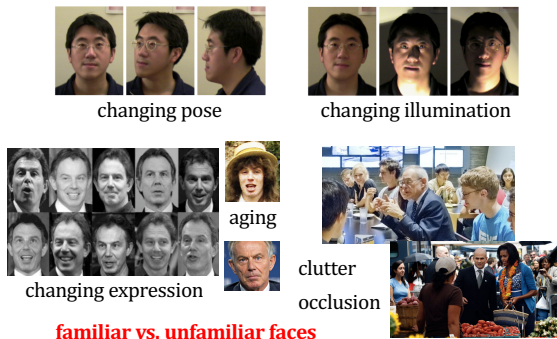 changing pose
changing illumination
aging
changing expression
clutter
occlusion
familiar vs. unfamiliar faces